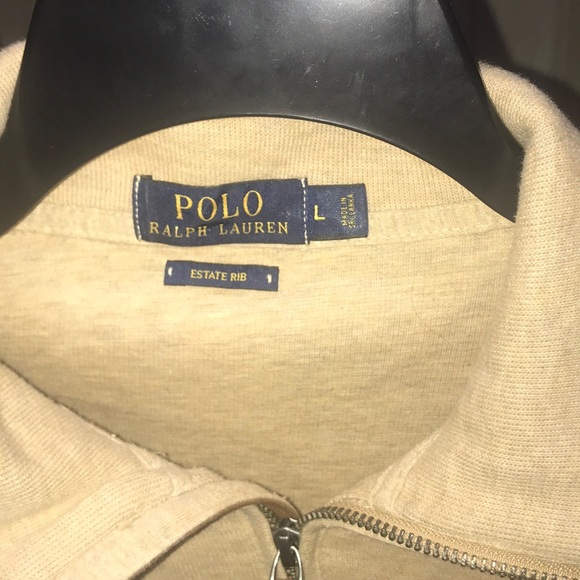 POLO
RALPH LAUREN
L
MADE IN
SRI LANKA
ESTATE RIB